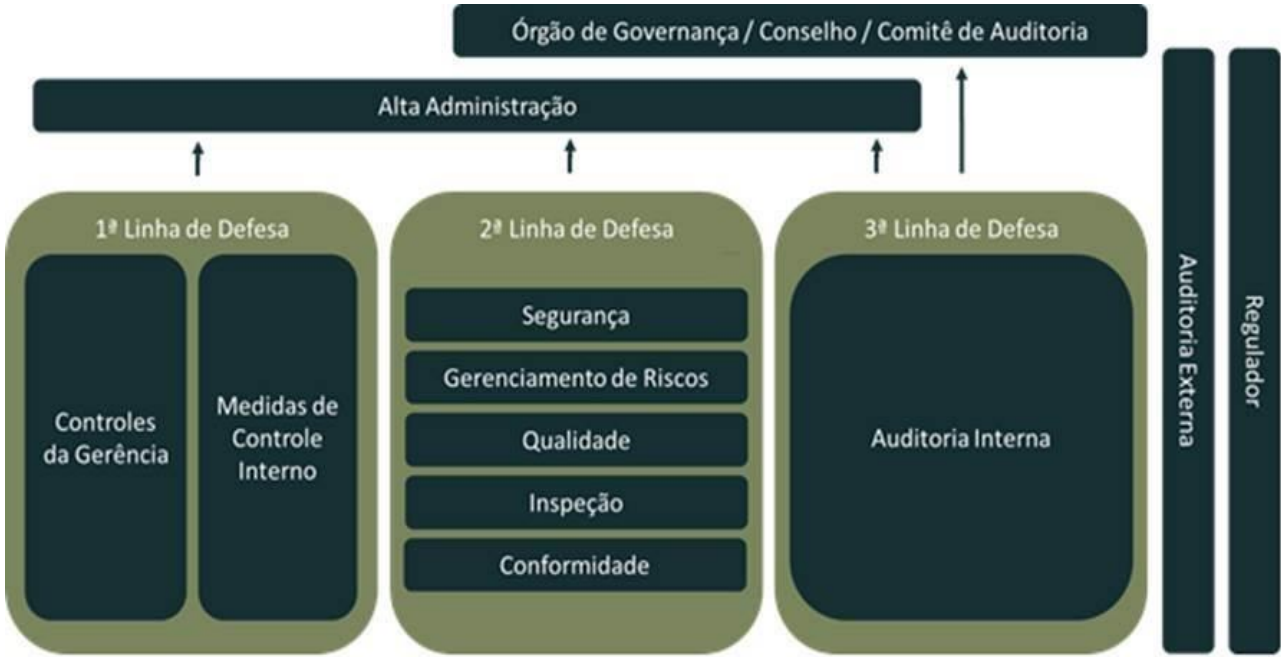 Órgão de Governança / Conselho / Comitê de Auditoria
Alta Administração
1ª Linha de Defesa
Controles
da Gerência
Medidas de
Controle
Interno
2ª Linha de Defesa
Segurança
Gerenciamento de Riscos
Qualidade
Inspeção
Conformidade
3ª Linha de Defesa
Auditoria Interna
Auditoria Externa
Regulador